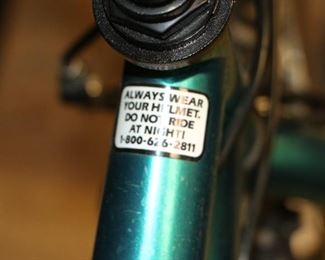 ALWAYS WEAR
YOUR HELMET.
DO NOT RIDE
AT NIGHT!
1-800-626-2811